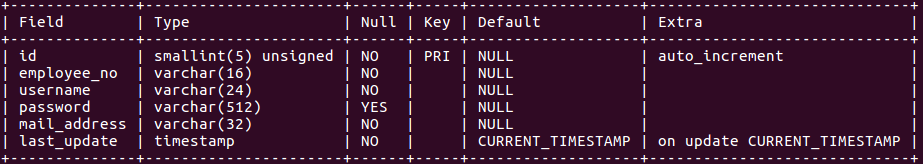 +--------------+----------------------+------+-----+-------------------+-----------------------------+
| Field        | Type                 | Null | Key | Default           | Extra                       |
+--------------+----------------------+------+-----+-------------------+-----------------------------+
| id           | smallint(5) unsigned | NO   | PRI | NULL              | auto_increment              |
| employee_no  | varchar(16)          | NO   |     | NULL              |                             |
| username     | varchar(24)          | NO   |     | NULL              |                             |
| password     | varchar(512)         | YES  |     | NULL              |                             |
| mail_address | varchar(32)          | NO   |     | NULL              |                             |
| last_update  | timestamp            | NO   |     | CURRENT_TIMESTAMP | on update CURRENT_TIMESTAMP |
+--------------+----------------------+------+-----+-------------------+-----------------------------+